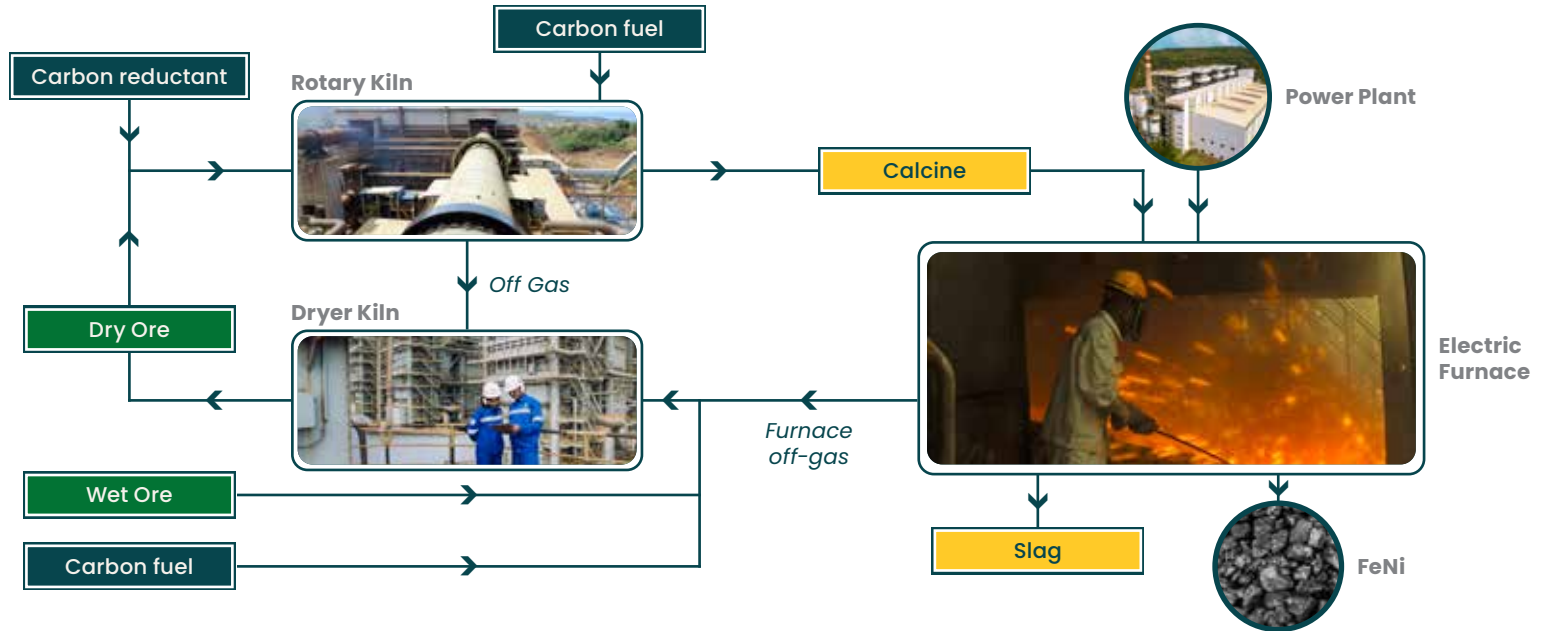 Carbon fuel
Carbon reductant
Rotary Kiln
Power Plant
Calcine
Off Gas
Dryer Kiln
Dry Ore
Electric
Furnace
Furnace
off-gas
Wet Ore
Carbon fuel
Slag
FeNi